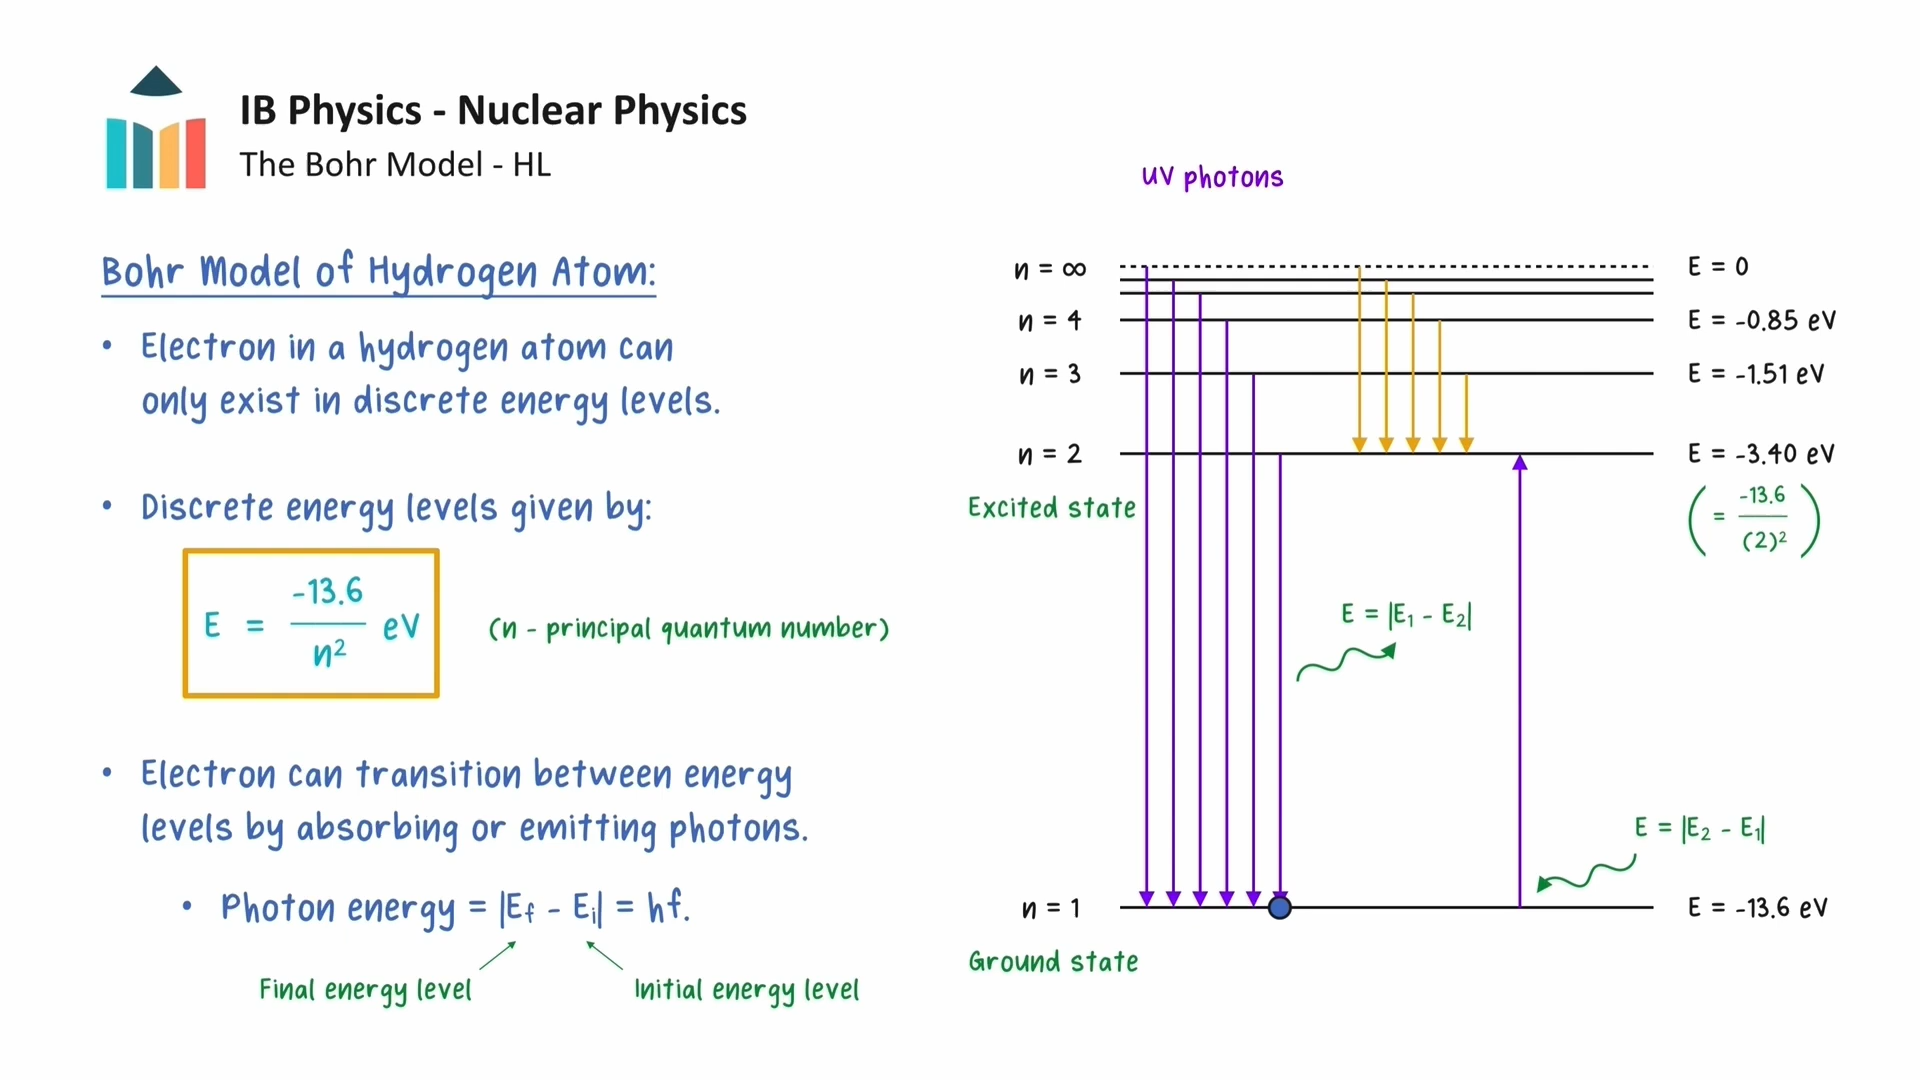 IB Physics - Nuclear Physics
The Bohr Model - HL
Bohr Model of Hydrogen Atom:
• Electron in a hydrogen atom can
only exist in discrete energy levels.
• Discrete energy levels given by:
E = -13.6 / n² eV
(n - principal quantum number)
• Electron can transition between energy
levels by absorbing or emitting photons.
• Photon energy = |E_f - E_i| = hf.
Final energy level
Initial energy level
UV photons
n = ∞ E = 0
n = 4 E = -0.85 eV
n = 3 E = -1.51 eV
n = 2 E = -3.40 eV
Excited state
( = -13.6 / (2)² )
E = |E₁ - E₂|
E = |E₂ - E₁|
n = 1 E = -13.6 eV
Ground state